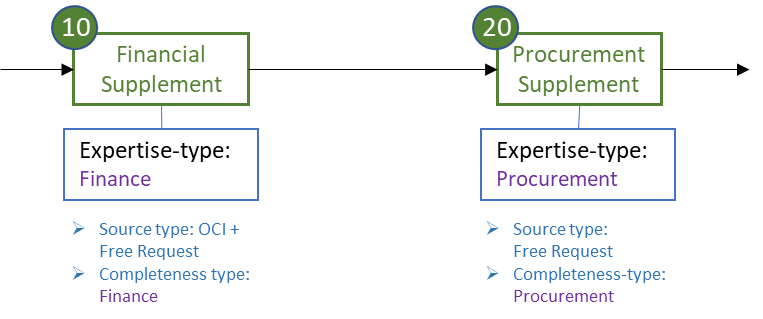 10
Financial
Supplement
Expertise-type:
Finance
Source type: OCI +
Free Request
Completeness type:
Finance
20
Procurement
Supplement
Expertise-type:
Procurement
Source type:
Free Request
Completeness-type:
Procurement